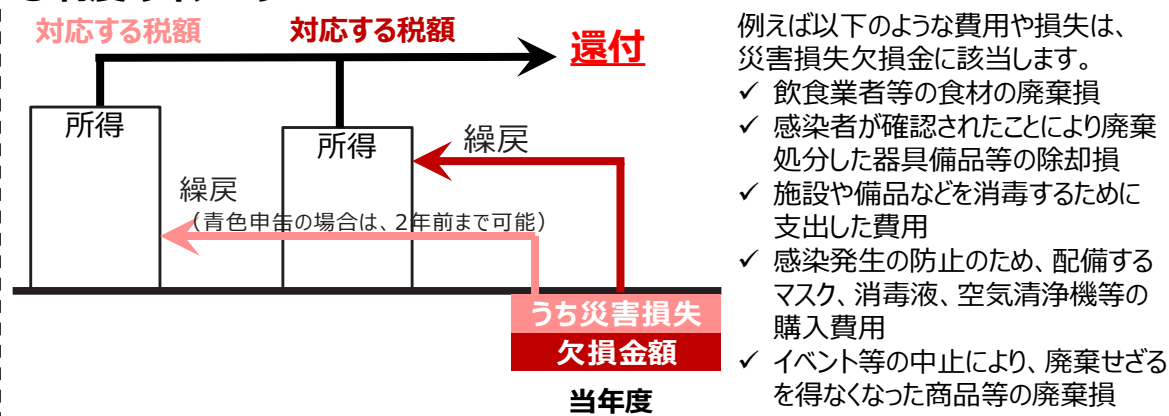 対応する税額
対応する税額
還付
所得
所得
繰戻
繰戻
（青色申告の場合は、2年前まで可能）
うち災害損失
欠損金額
当年度
例えば以下のような費用や損失は、
災害損失欠損金に該当します。
✓ 飲食業者等の食材の廃棄損
✓ 感染者が確認されたことにより廃棄
処分した器具備品等の除却損
✓ 施設や備品などを消毒するために
支出した費用
✓ 感染発生の防止のため、配備する
マスク、消毒液、空気清浄機等の
購入費用
✓ イベント等の中止により、廃棄せざる
を得なくなった商品等の廃棄損